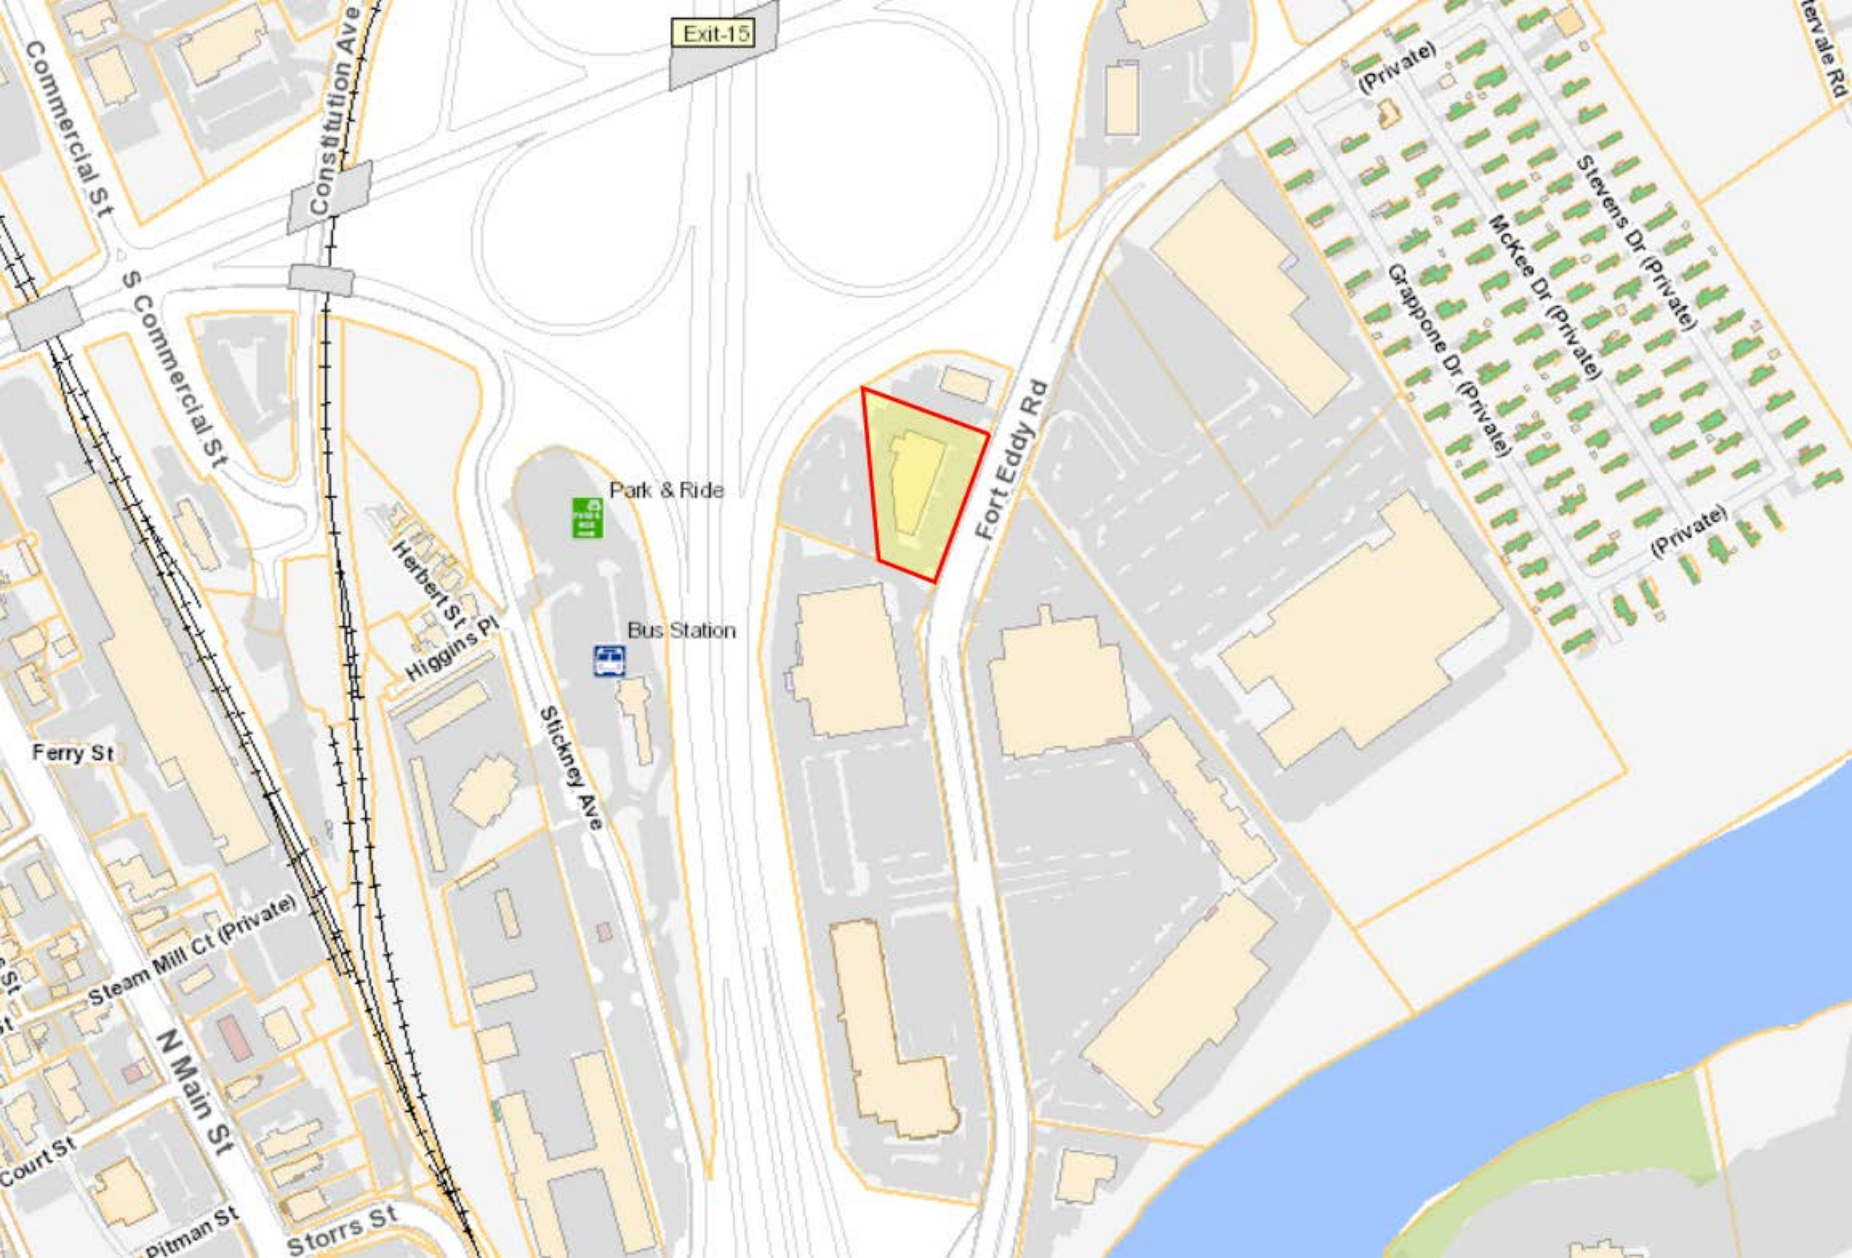 Exit-15
Commercial St
Constitution Ave
(Private)
S Commercial St
Stevens Dr (Private)
McKee Dr (Private)
Grappone Dr (Private)
(Private)
Fort Eddy Rd
Park & Ride
Bus Station
Herbert St
Higgins Pl
Stickney Ave
Ferry St
Steam Mill Ct (Private)
N Main St
Court St
Pitman St
Storrs St